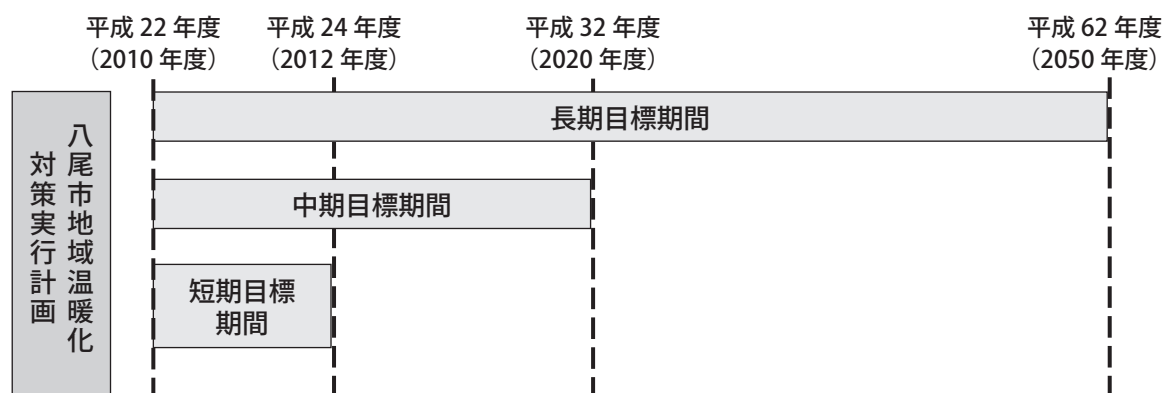 平成 22 年度
（2010 年度）
平成 24 年度
（2012 年度）
平成 32 年度
（2020 年度）
平成 62 年度
（2050 年度）
八尾市地域温暖化
対策実行計画
長期目標期間
中期目標期間
短期目標
期間